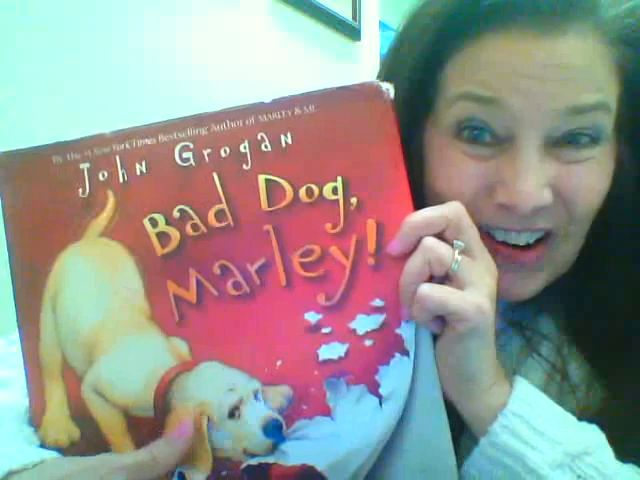 By the #1 New York Times Bestselling Author of MARLEY & ME
John Grogan
Bad Dog,
Marley!